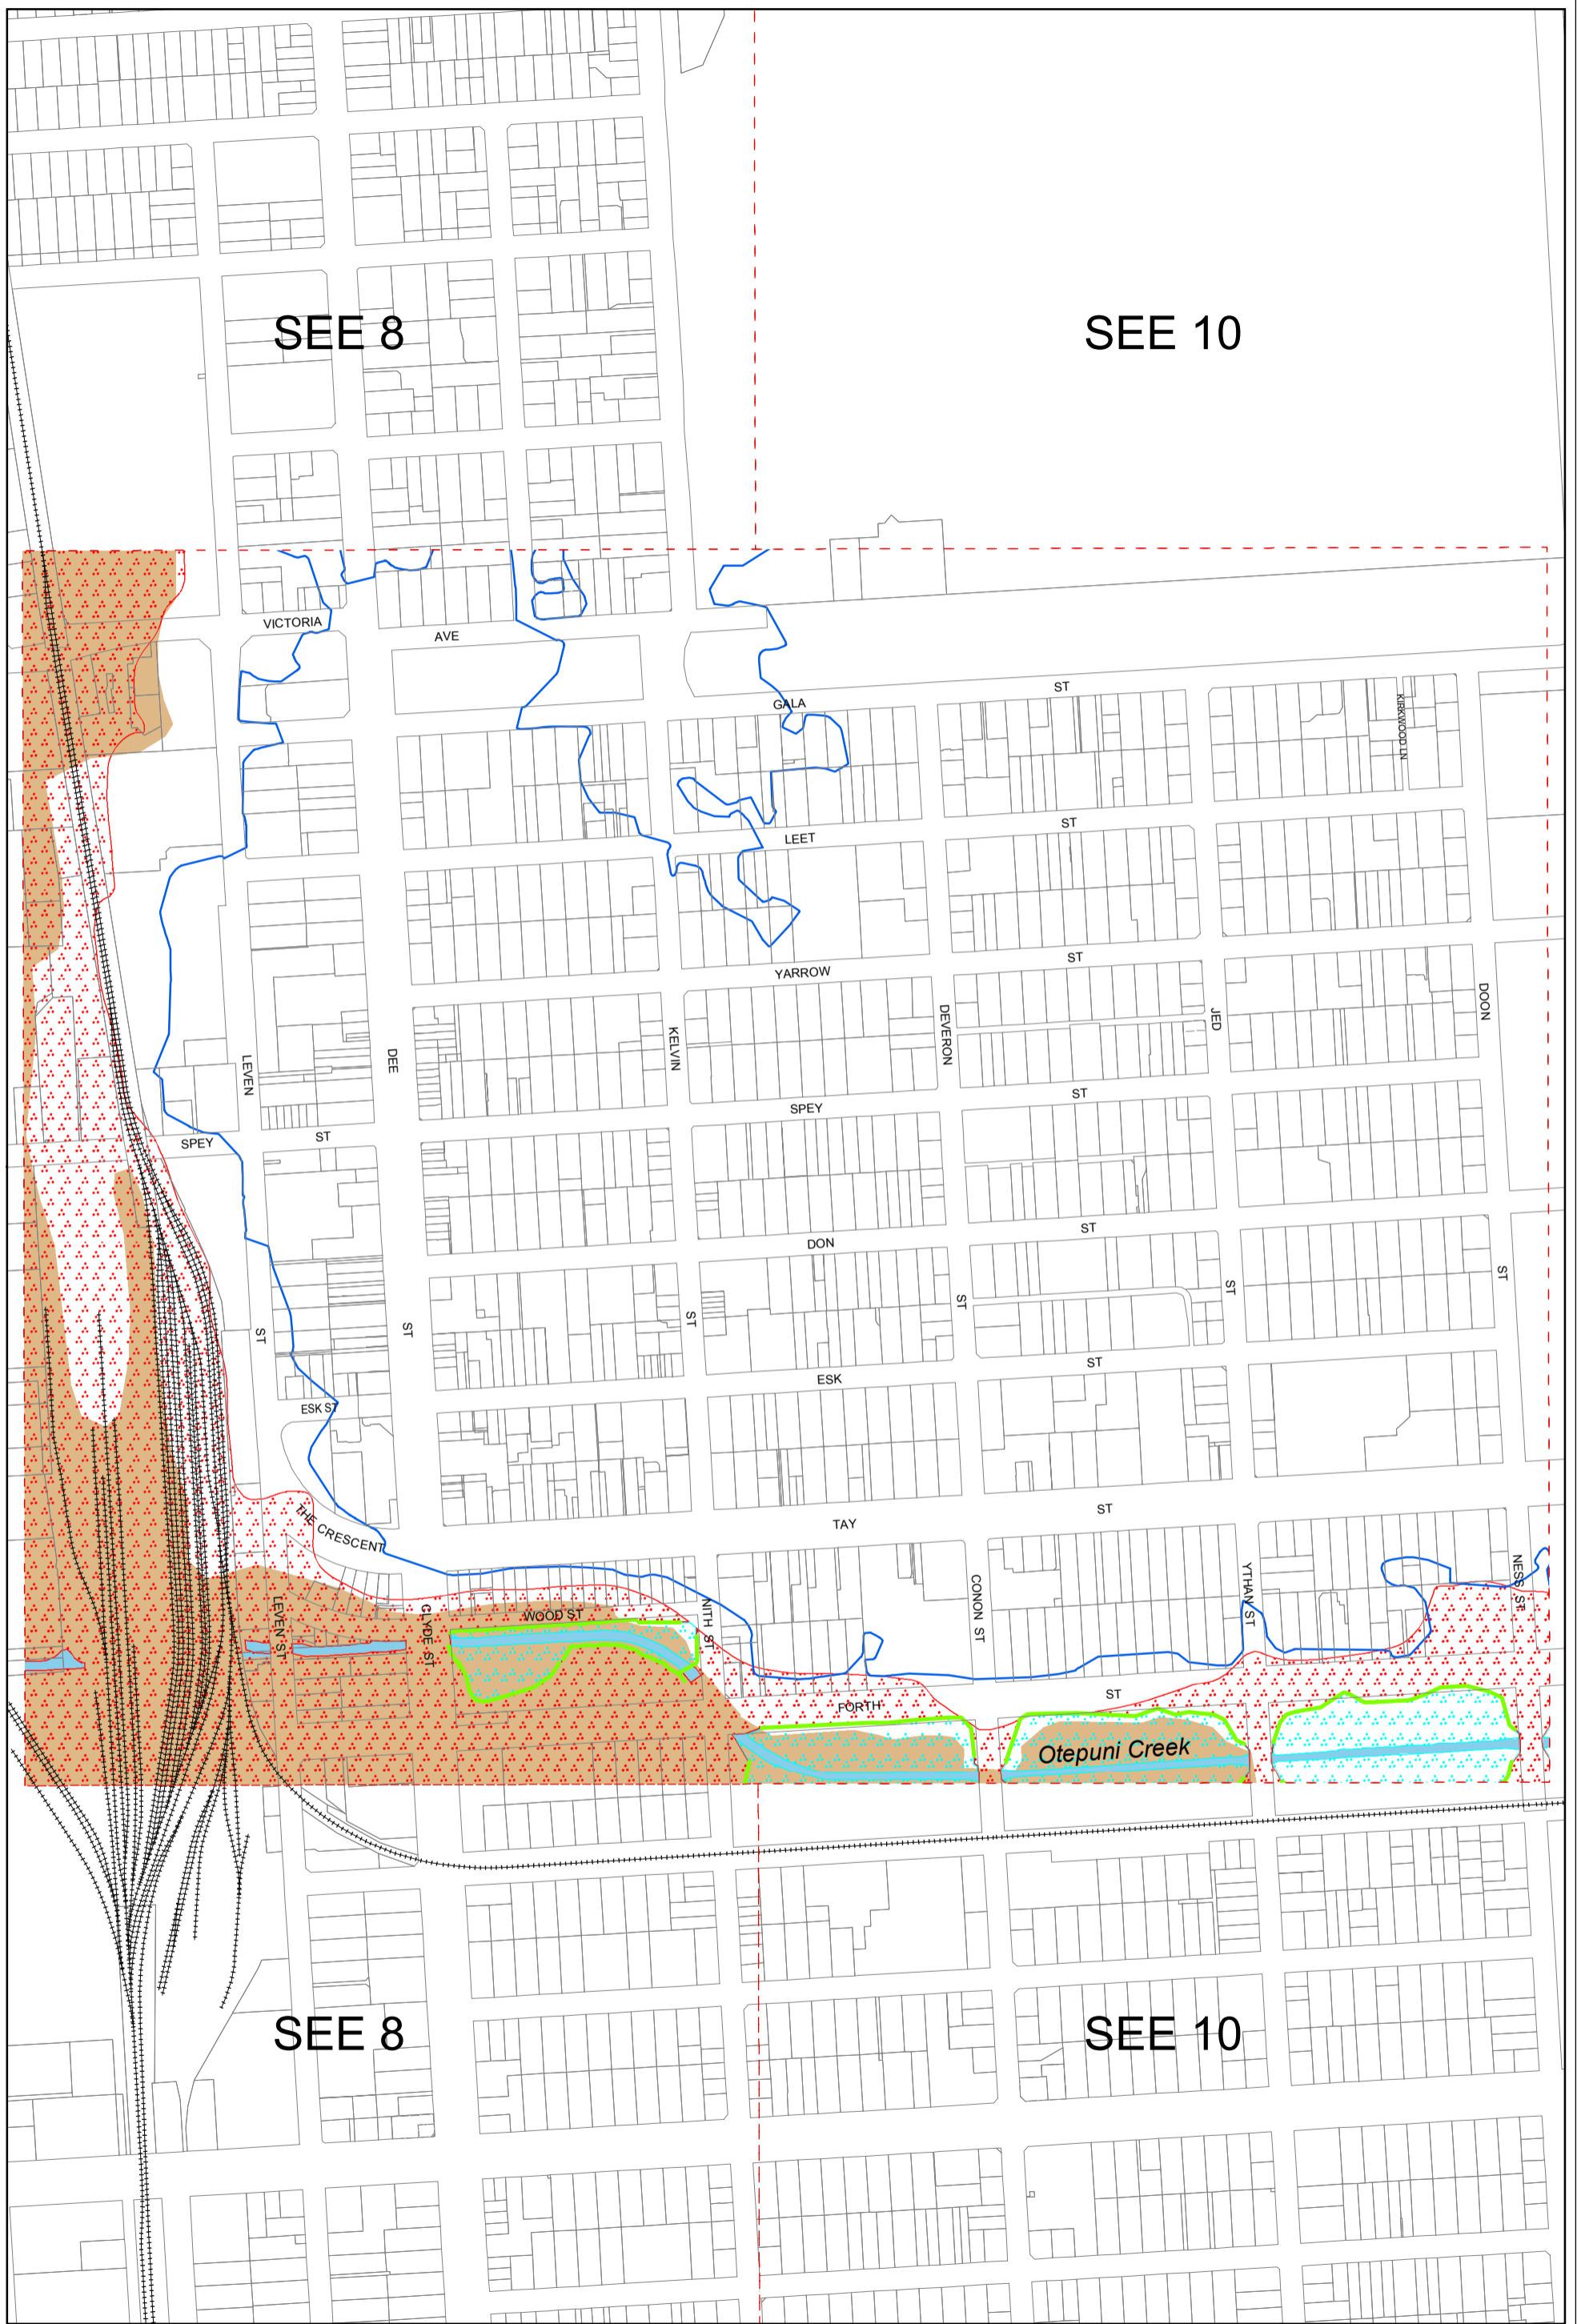 SEE 8
SEE 10
VICTORIA
AVE
GALA
ST
KIRKWOOD LN
LEET
ST
YARROW
ST
LEVEN
DEE
KELVIN
DEVERON
JED
DOON
SPEY
ST
SPEY
ST
DON
ST
ST
ST
ST
ST
ST
ST
ESK
ST
ESK ST
TAY
ST
THE CRESCENT
LEVEN ST
CLYDE ST
WOOD ST
NITH ST
CONON ST
YTHAN ST
NESS ST
FORTH
ST
Otepuni Creek
SEE 8
SEE 10